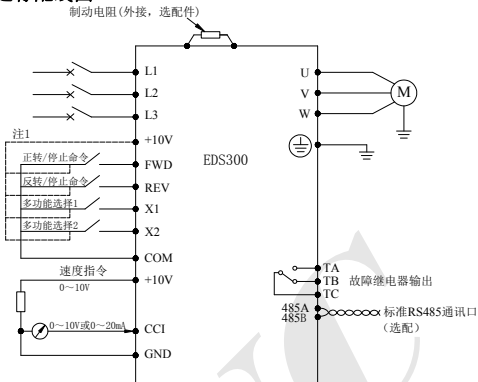 制动电阻(外接，选配件)
L1
L2
L3
U
V
W
M
注1
+10V
正转/停止命令
FWD
EDS300
反转/停止命令
REV
多功能选择1
X1
多功能选择2
X2
COM
速度指令
+10V
0～10V
TA
TB
故障继电器输出
TC
0～10V或0～20mA
CCI
485A
485B
标准RS485通讯口
（选配）
GND